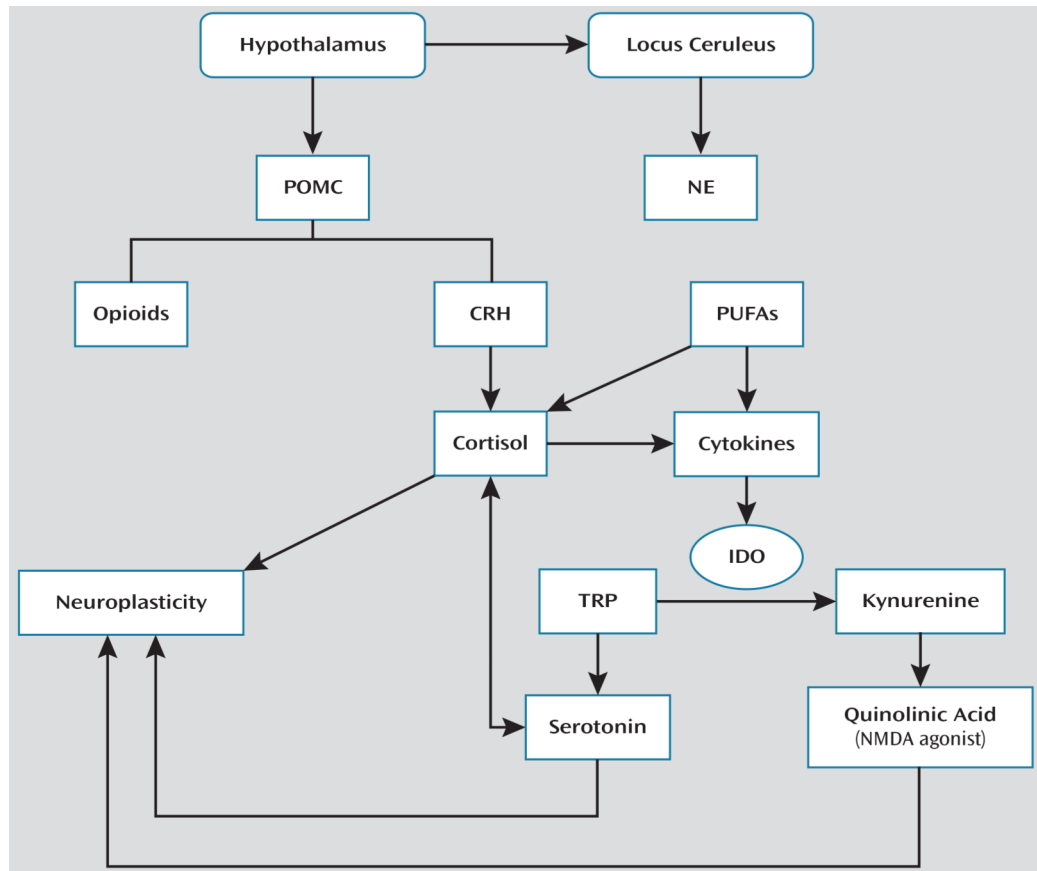 Hypothalamus
Locus Ceruleus
POMC
NE
Opioids
CRH
PUFAs
Cortisol
Cytokines
IDO
Neuroplasticity
TRP
Kynurenine
Serotonin
Quinolinic Acid
(NMDA agonist)